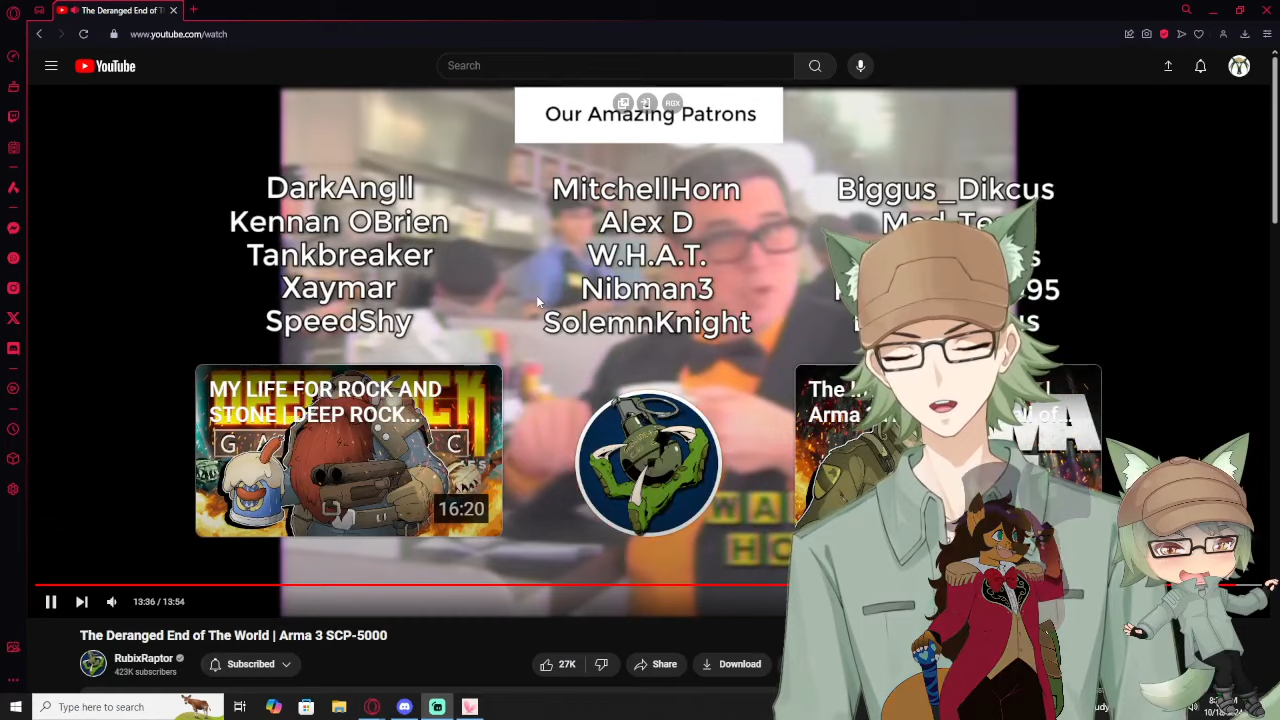 The Deranged End of T
www.youtube.com/watch
YouTube
Search
RGX
Our Amazing Patrons
DarkAngll
Kennan OBrien
Tankbreaker
Xaymar
SpeedShy
MitchellHorn
Alex D
W.H.A.T.
Nibman3
SolemnKnight
Biggus_Dikcus
MY LIFE FOR ROCK AND
STONE | DEEP ROCK...
16:20
The
Arma
13:36 / 13:54
The Deranged End of The World | Arma 3 SCP-5000
RubixRaptor
423K subscribers
Subscribed
27K
Share
Download
Type here to search